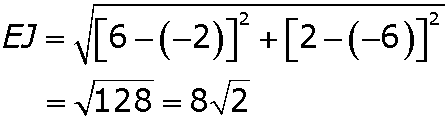 EJ = √([6 − (−2)]² + [2 − (−6)]²)
= √128 = 8√2